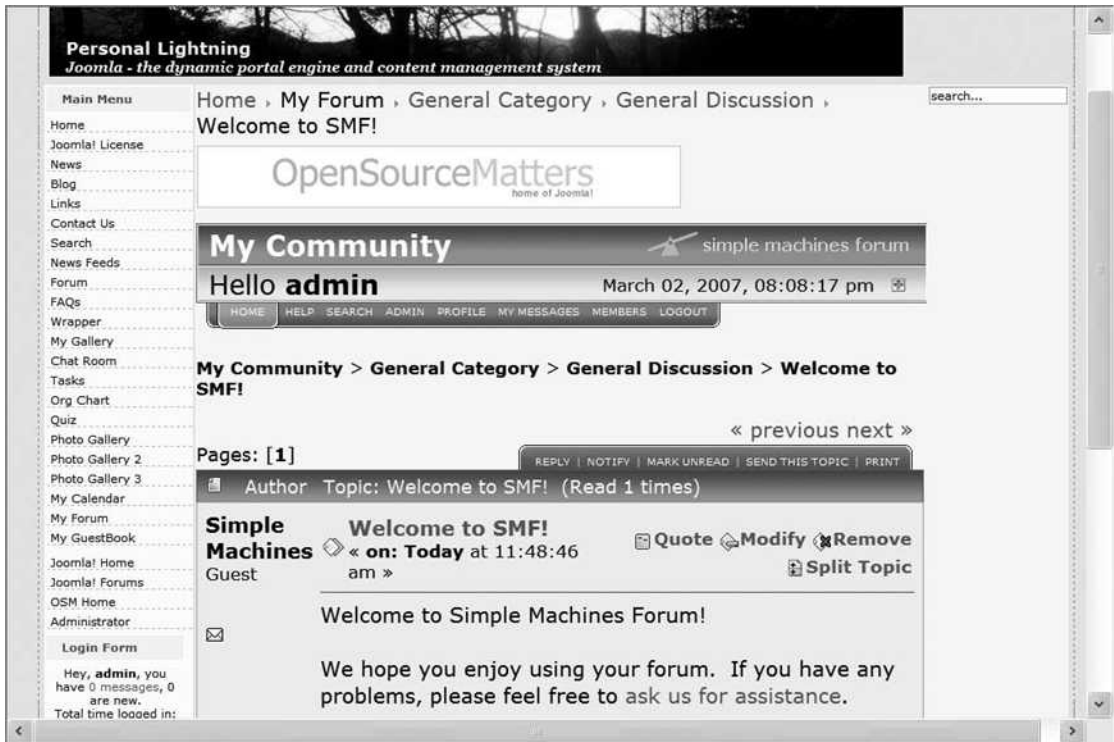 Personal Lightning
Joomla - the dynamic portal engine and content management system
Main Menu
Home
Joomla! License
News
Blog
Links
Contact Us
Search
News Feeds
Forum
FAQs
Wrapper
My Gallery
Chat Room
Tasks
Org Chart
Quiz
Photo Gallery
Photo Gallery 2
Photo Gallery 3
My Calendar
My Forum
My GuestBook
Joomla! Home
Joomla! Forums
OSM Home
Administrator
Login Form
Hey, admin, you
have 0 messages, 0
are new.
Total time logged in:
Home › My Forum › General Category › General Discussion ›
Welcome to SMF!
search...
OpenSourceMatters
home of Joomla!
My Community
simple machines forum
Hello admin
March 02, 2007, 08:08:17 pm
HOME HELP SEARCH ADMIN PROFILE MY MESSAGES MEMBERS LOGOUT
My Community > General Category > General Discussion > Welcome to
SMF!
« previous next »
Pages: [1]
REPLY | NOTIFY | MARK UNREAD | SEND THIS TOPIC | PRINT
Author Topic: Welcome to SMF! (Read 1 times)
Simple
Machines
Guest
Welcome to SMF!
« on: Today at 11:48:46
am »
Quote Modify Remove
Split Topic
Welcome to Simple Machines Forum!
We hope you enjoy using your forum. If you have any
problems, please feel free to ask us for assistance.